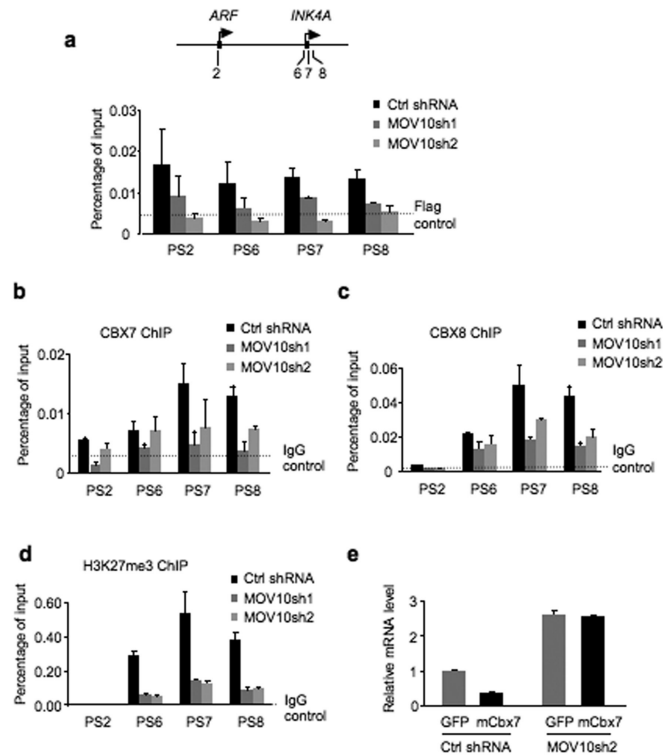 a
ARF INK4A
2 6 7 8
Percentage of input
0.03
0.02
0.01
0
Ctrl shRNA
MOV10sh1
MOV10sh2
Flag control
PS2 PS6 PS7 PS8
b
CBX7 ChIP
Percentage of input
0.02
0.01
0
Ctrl shRNA
MOV10sh1
MOV10sh2
IgG control
PS2 PS6 PS7 PS8
c
CBX8 ChIP
Percentage of input
0.06
0.04
0.02
0
Ctrl shRNA
MOV10sh1
MOV10sh2
IgG control
PS2 PS6 PS7 PS8
d
H3K27me3 ChIP
Percentage of input
0.60
0.40
0.20
0.00
Ctrl shRNA
MOV10sh1
MOV10sh2
IgG control
PS2 PS6 PS7 PS8
e
Relative mRNA level
3
2
1
0
GFP mCbx7 GFP mCbx7
Ctrl shRNA MOV10sh2